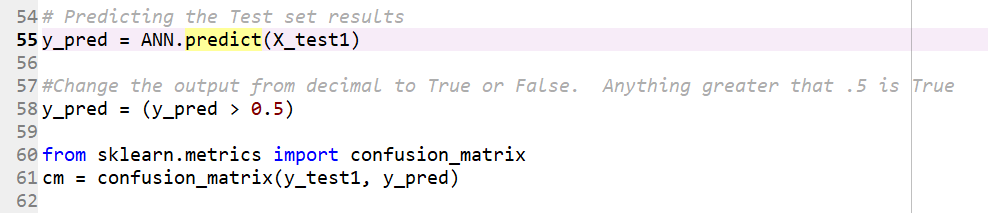 54 # Predicting the Test set results
55 y_pred = ANN.predict(X_test1)
56
57 #Change the output from decimal to True or False.  Anything greater that .5 is True
58 y_pred = (y_pred > 0.5)
59
60 from sklearn.metrics import confusion_matrix
61 cm = confusion_matrix(y_test1, y_pred)
62